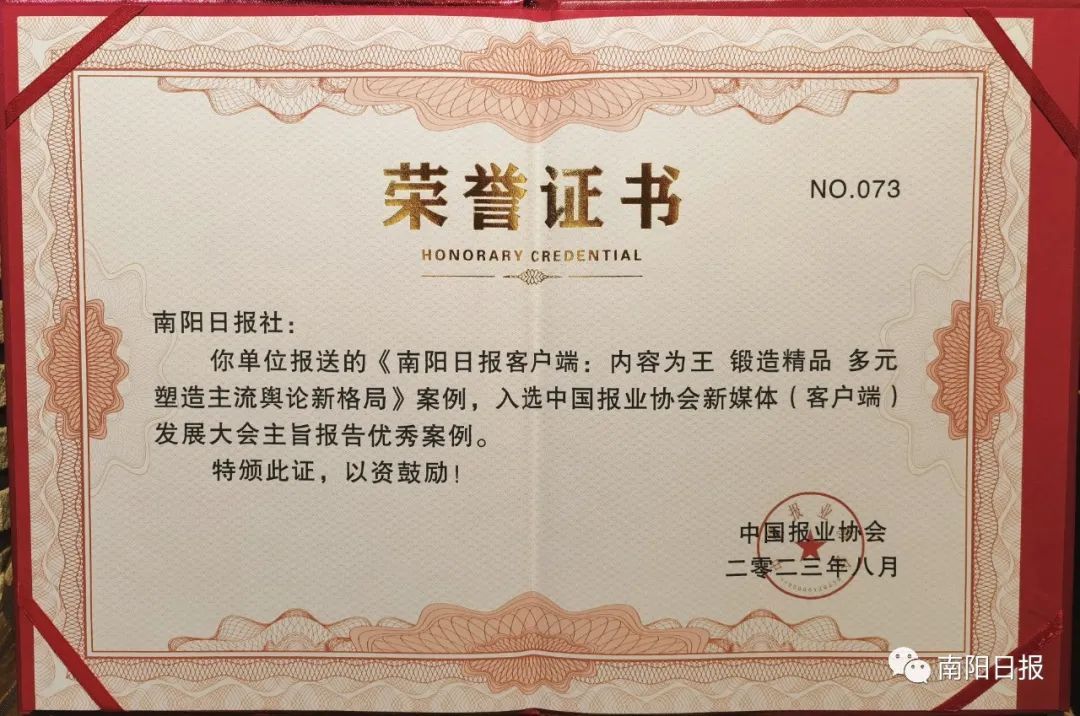 荣誉证书
NO.073
HONORARY CREDENTIAL
南阳日报社：
你单位报送的《南阳日报客户端：内容为王 锻造精品 多元
塑造主流舆论新格局》案例，入选中国报业协会新媒体（客户端）
发展大会主旨报告优秀案例。
特颁此证，以资鼓励！
中国报业协会
二零二三年八月
南阳日报